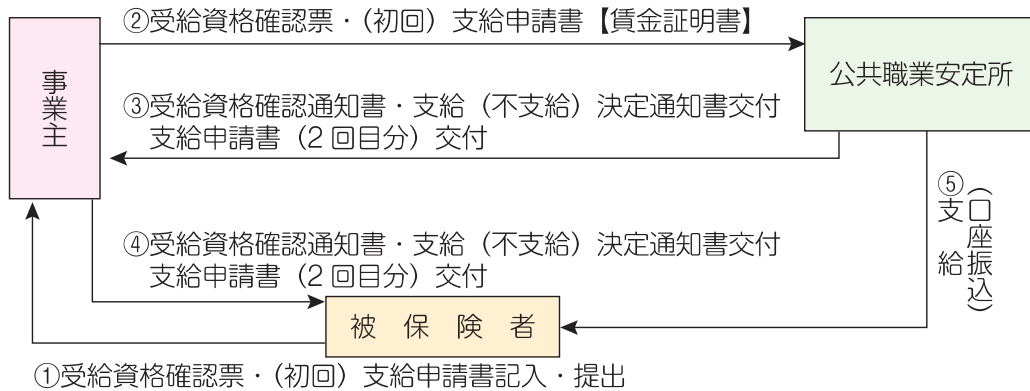 ②受給資格確認票・(初回) 支給申請書【賃金証明書】
事業主
公共職業安定所
③受給資格確認通知書・支給（不支給）決定通知書交付
支給申請書（2回目分）交付
⑤支給
（口座振込）
④受給資格確認通知書・支給（不支給）決定通知書交付
支給申請書（2回目分）交付
被保険者
①受給資格確認票・(初回) 支給申請書記入・提出